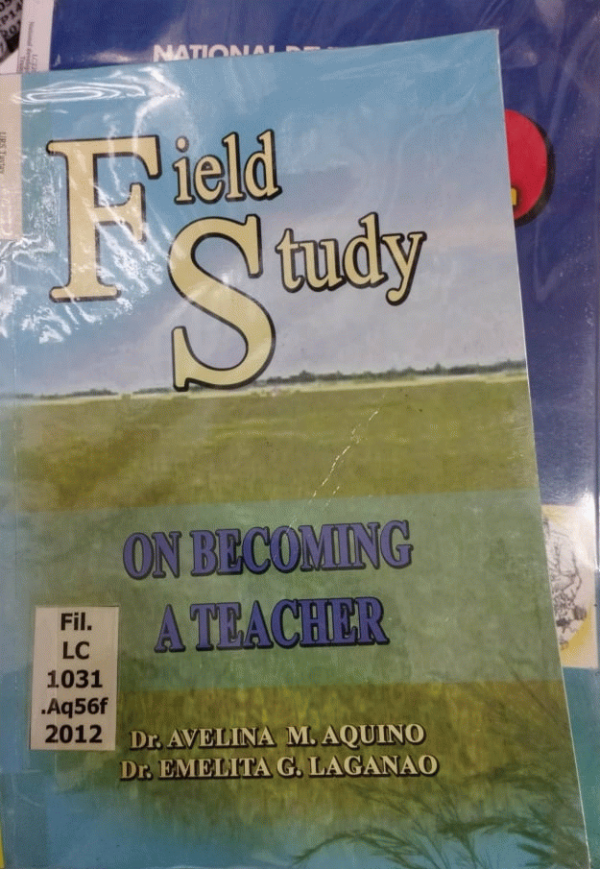 NATIONAL
Field
Study
ON BECOMING
A TEACHER
Fil.
LC
1031
.Aq56f
2012
Dr. AVELINA M. AQUINO
Dr. EMELITA G. LAGANAO